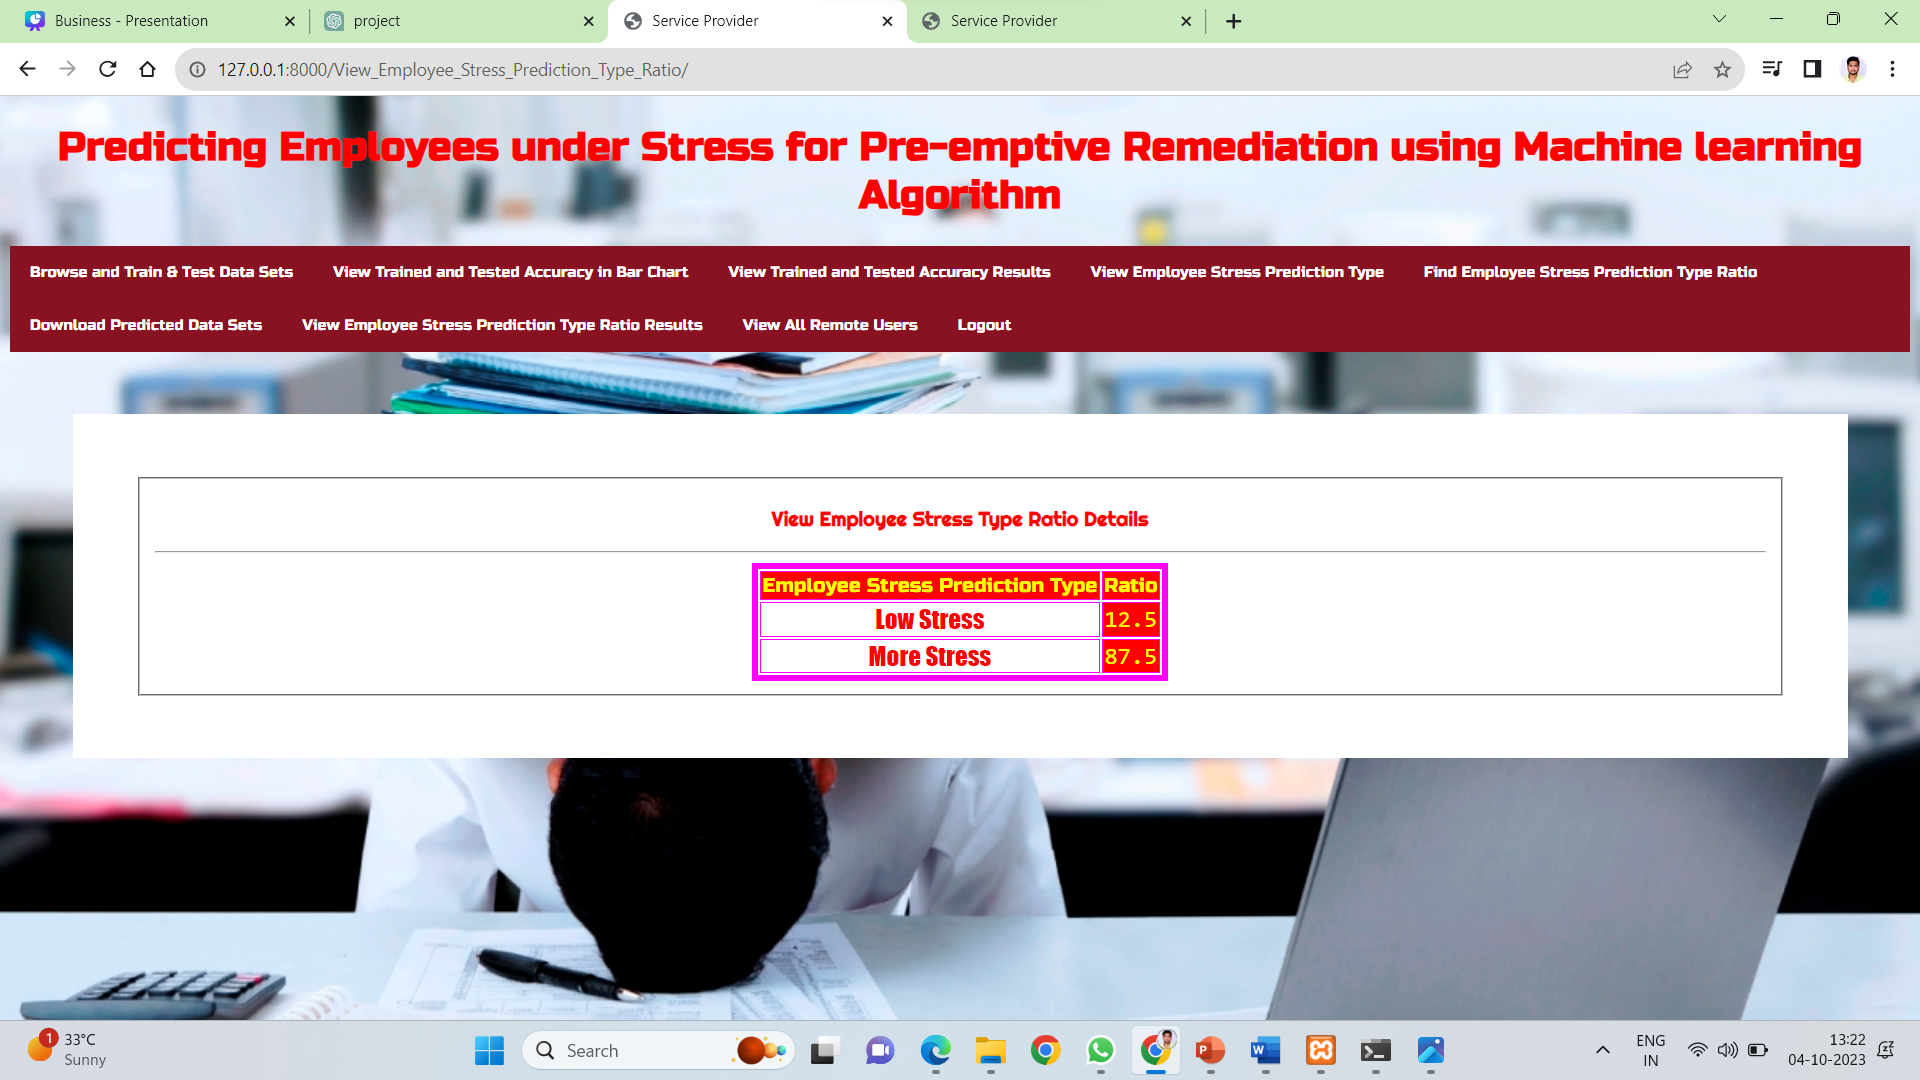 Business - Presentation
project
Service Provider
Service Provider
127.0.0.1:8000/View_Employee_Stress_Prediction_Type_Ratio/
Predicting Employees under Stress for Pre-emptive Remediation using Machine learning
Algorithm
Browse and Train & Test Data Sets View Trained and Tested Accuracy in Bar Chart View Trained and Tested Accuracy Results View Employee Stress Prediction Type Find Employee Stress Prediction Type Ratio
Download Predicted Data Sets View Employee Stress Prediction Type Ratio Results View All Remote Users Logout
View Employee Stress Type Ratio Details
Employee Stress Prediction Type Ratio
Low Stress 12.5
More Stress 87.5
1
33°C
Sunny
Search
ENG
IN
13:22
04-10-2023